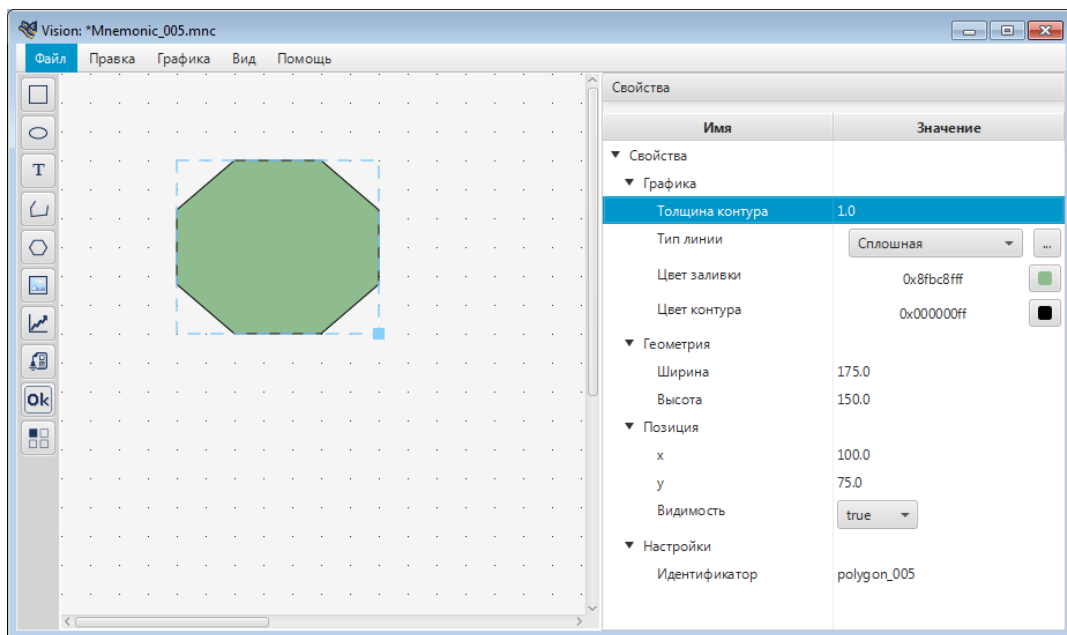 Vision: *Mnemonic_005.mnc
Файл Правка Графика Вид Помощь
Свойства
Имя Значение
Свойства
Графика
Толщина контура 1.0
Тип линии Сплошная ...
Цвет заливки 0x8fbc8fff
Цвет контура 0x000000ff
Геометрия
Ширина 175.0
Высота 150.0
Позиция
x 100.0
y 75.0
Видимость true
Настройки
Идентификатор polygon_005
T
Ok